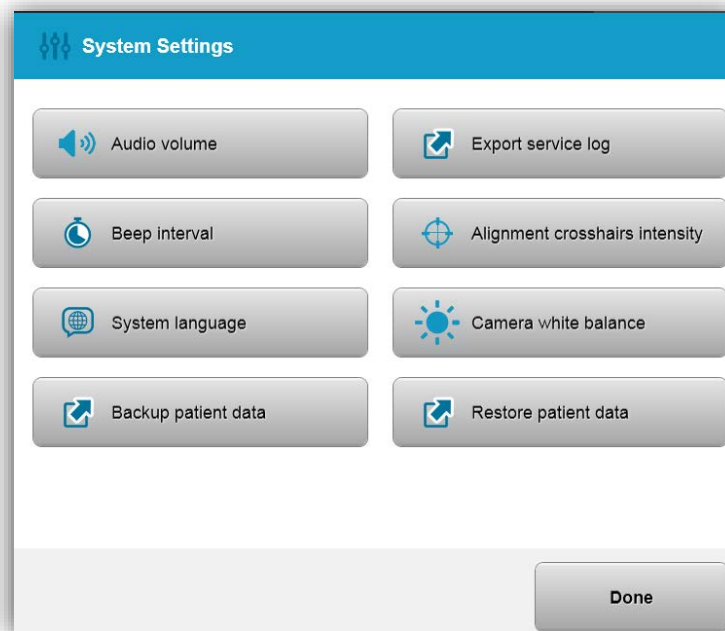 System Settings
Audio volume
Export service log
Beep interval
Alignment crosshairs intensity
System language
Camera white balance
Backup patient data
Restore patient data
Done